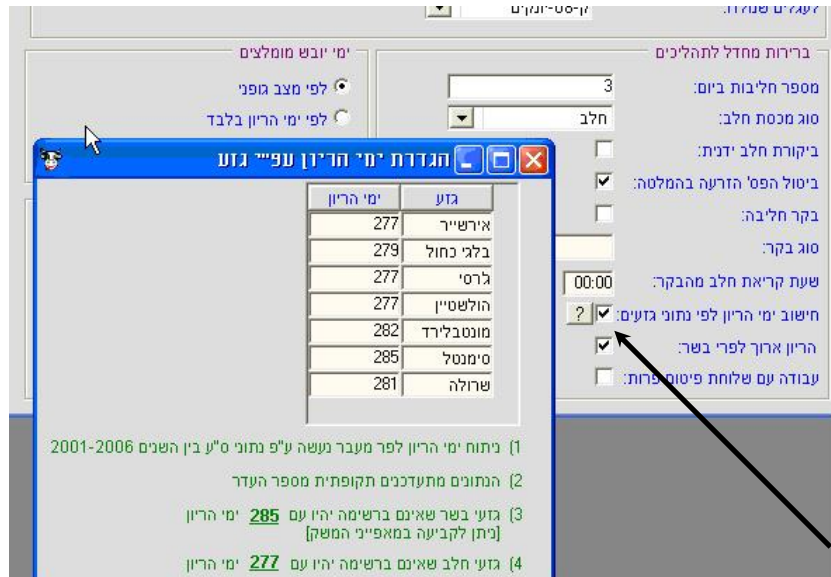 לעגלים שנולדו:
ק-08-יונקים
ברירות מחדל לתהליכים
מספר חליבות ביום: 3
סוג מכסת חלב: חלב
ביקורת חלב ידנית:
ביטול הפס' הזרעה בהמלטה:
בקר חליבה:
סוג בקר:
שעת קריאת חלב מהבקר: 00:00
חישוב ימי הריון לפי נתוני גזעים: ?
הריון ארוך לפרי בשר:
עבודה עם שלוחת פיטום פרות:
ימי יובש מומלצים
לפי מצב גופני
לפי ימי הריון בלבד
הגדרת ימי הריון עפ"י גזע
גזע ימי הריון
אירשייר 277
בלגי כחול 279
ג'רסי 277
הולשטיין 277
מונטבלירד 282
סימנטל 285
שרולה 281
1) ניתוח ימי הריון לפר מעבר נעשה ע"פ נתוני ס"ע בין השנים 2001-2006
2) הנתונים מתעדכנים תקופתית מספר העדר
3) גזעי בשר שאינם ברשימה יהיו עם 285 ימי הריון
[ניתן לקביעה במאפייני המשק]
4) גזעי חלב שאינם ברשימה יהיו עם 277 ימי הריון